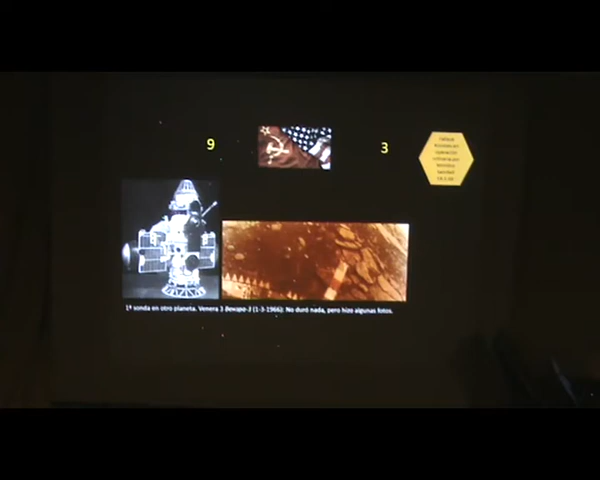 9
3
1ª sonda en otro planeta. Venera 3 Венера-3 (1-3-1966): No duró nada, pero hizo algunas fotos.